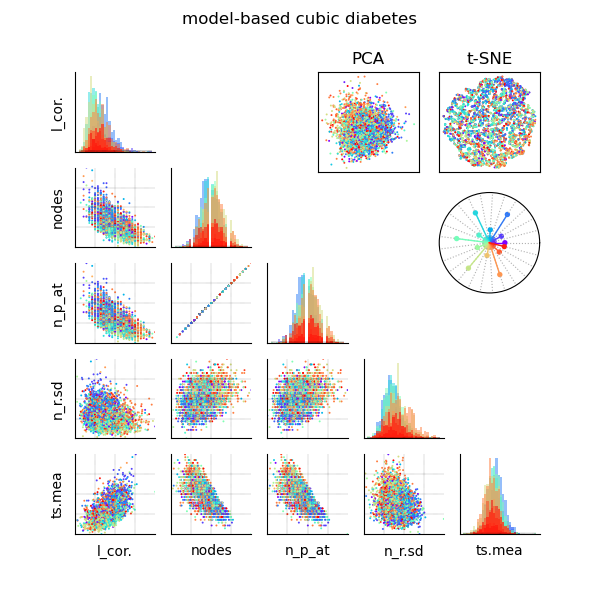 model-based cubic diabetes
PCA
t-SNE
l_cor.
nodes
n_p_at
n_r.sd
ts.mea
l_cor.
nodes
n_p_at
n_r.sd
ts.mea